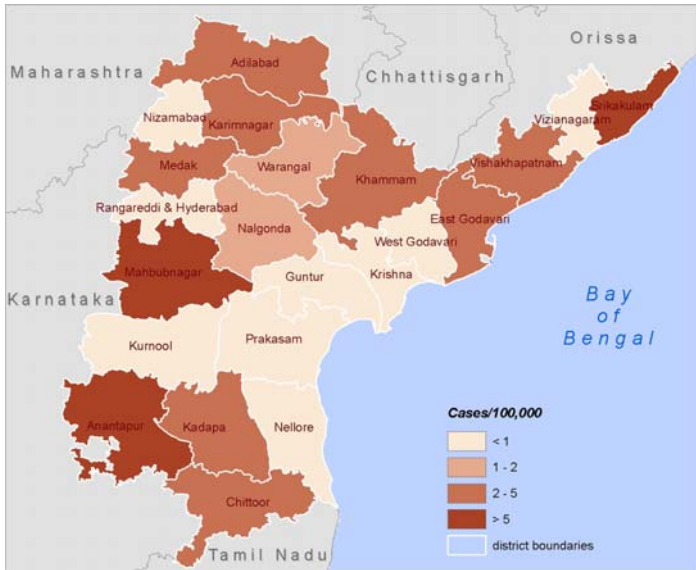 Orissa
Maharashtra
Chhattisgarh
Adilabad
Nizamabad
Karimnagar
Srikakulam
Vizianagaram
Medak
Warangal
Vishakhapatnam
Khammam
Rangareddi & Hyderabad
East Godavari
Nalgonda
West Godavari
Mahbubnagar
Guntur
Krishna
Karnataka
Bay
of
Bengal
Kurnool
Prakasam
Anantapur
Kadapa
Nellore
Chittoor
Tamil Nadu
Cases/100,000
< 1
1 - 2
2 - 5
> 5
district boundaries